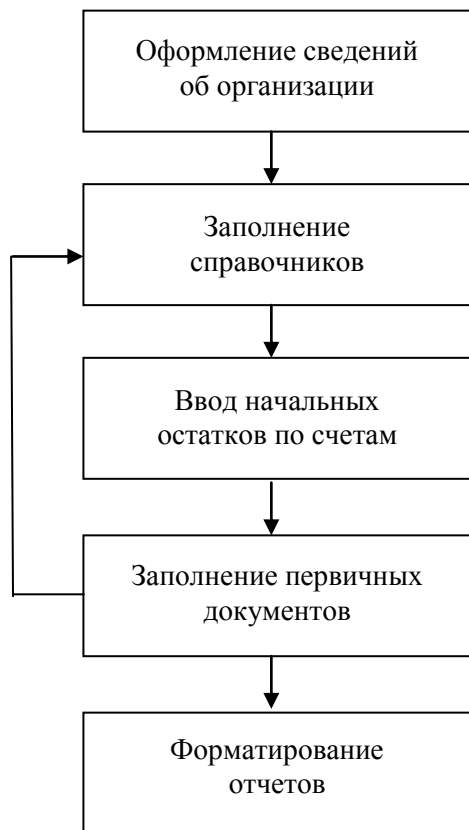 Оформление сведений
об организации
Заполнение
справочников
Ввод начальных
остатков по счетам
Заполнение первичных
документов
Форматирование
отчетов